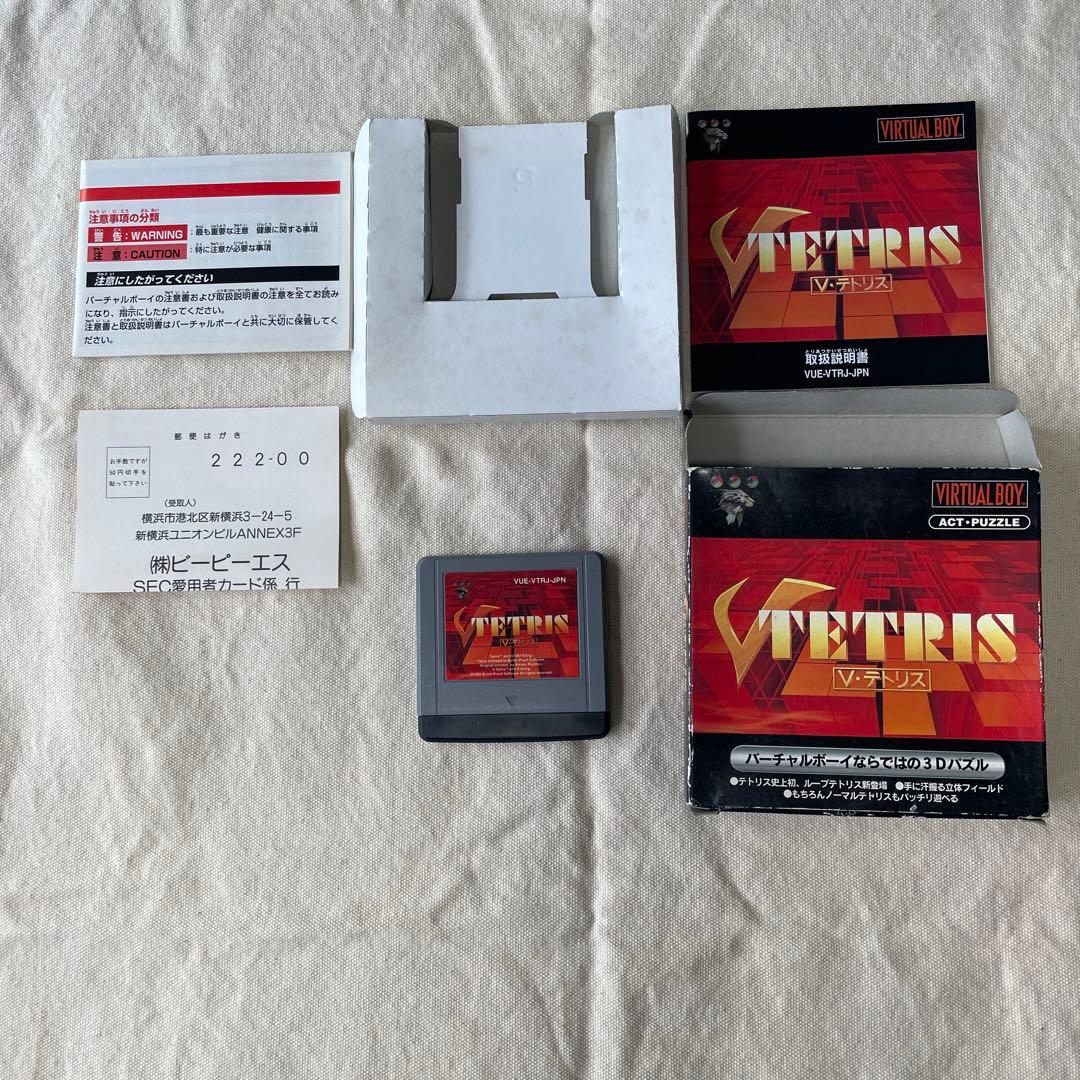 注意事項の分類
警告:WARNING :最も重要な注意 健康に関する事項
注意:CAUTION :特に注意が必要な事項
注意にしたがってください
バーチャルボーイの注意書および取扱説明書の注意を全てお読み
になり、指示にしたがってください。
注意書と取扱説明書はバーチャルボーイと共に大切に保管してく
ださい。
VIRTUAL BOY
V TETRIS
V・テトリス
とりあつかいせつめいしょ
取扱説明書
VUE-VTRJ-JPN
郵便はがき
お手数ですが
50円切手を
貼って下さい
222-00
(受取人)
横浜市港北区新横浜3-24-5
新横浜ユニオンビルANNEX3F
㈱ビーピーエス
SFC愛用者カード係 行
VUE-VTRJ-JPN
V TETRIS
V・テトリス
VIRTUAL BOY
ACT・PUZZLE
V TETRIS
V・テトリス
バーチャルボーイならではの3Dパズル
●テトリス史上初、ループテトリス新登場 ●手に汗握る立体フィールド
●もちろんノーマルテトリスもバッチリ遊べる